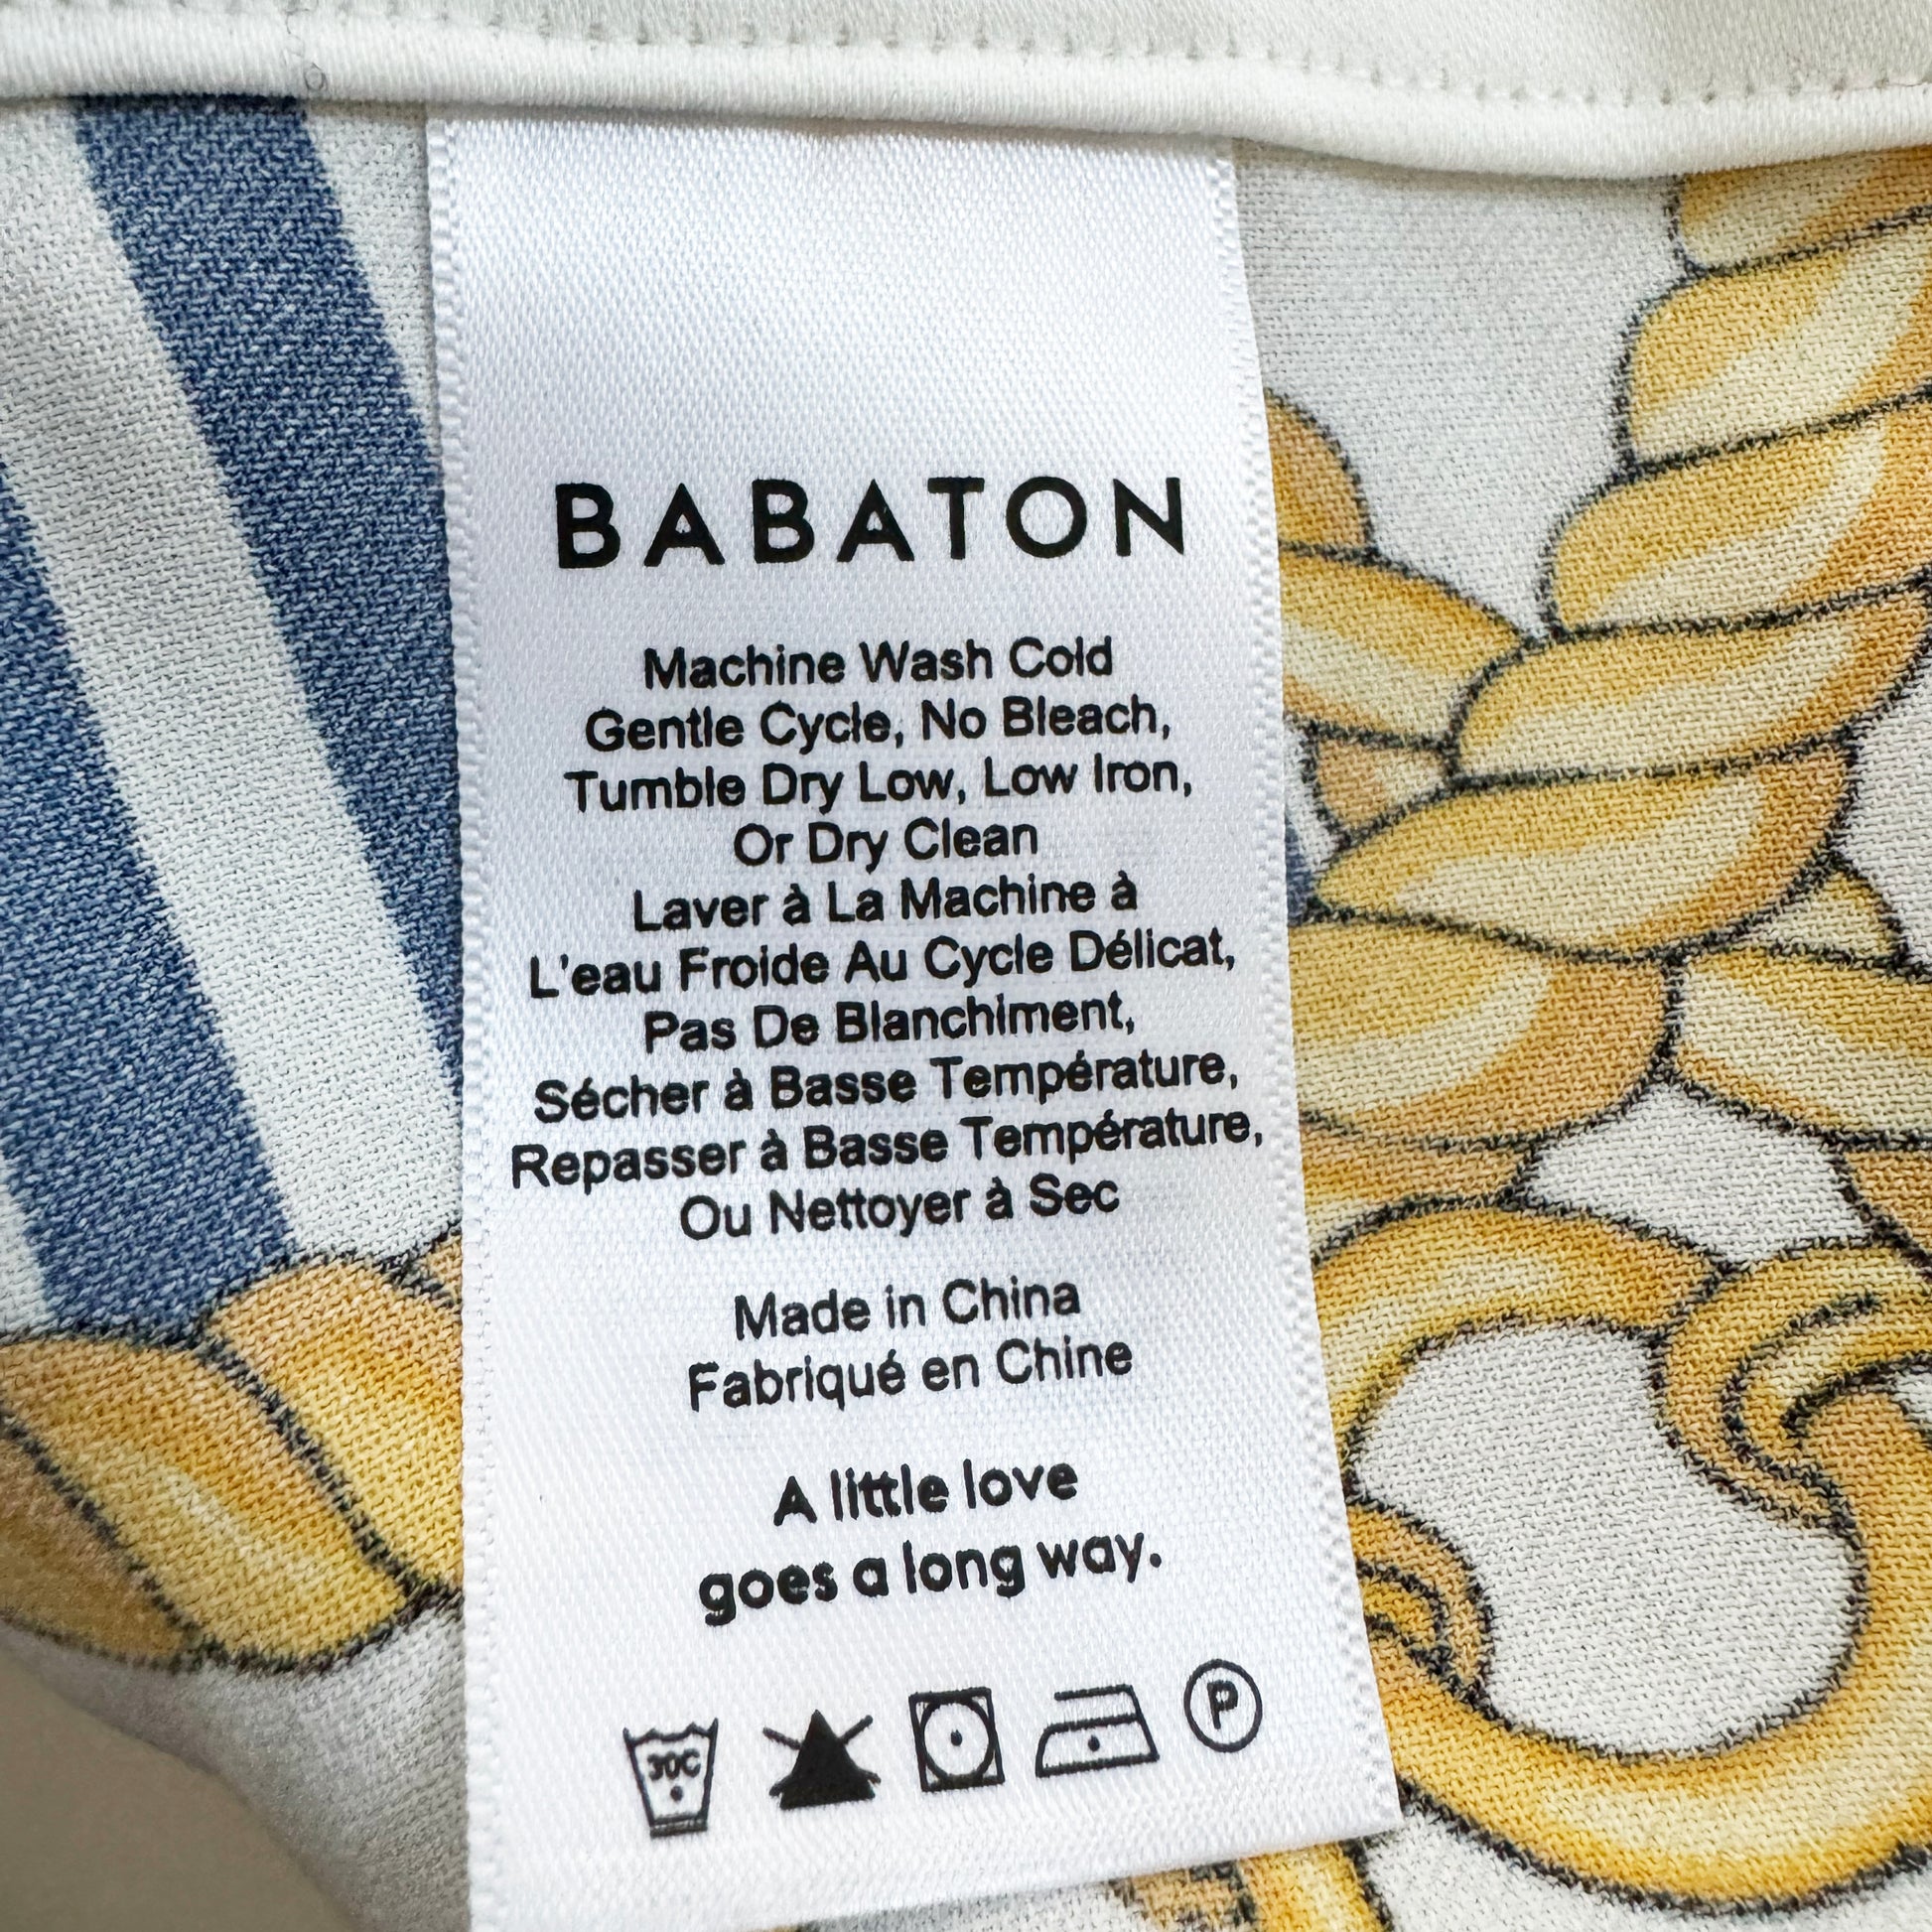 BABATON
Machine Wash Cold
Gentle Cycle, No Bleach,
Tumble Dry Low, Low Iron,
Or Dry Clean
Laver à La Machine à
L'eau Froide Au Cycle Délicat,
Pas De Blanchiment,
Sécher à Basse Température,
Repasser à Basse Température,
Ou Nettoyer à Sec
Made in China
Fabriqué en Chine
A little love
goes a long way.
30C P